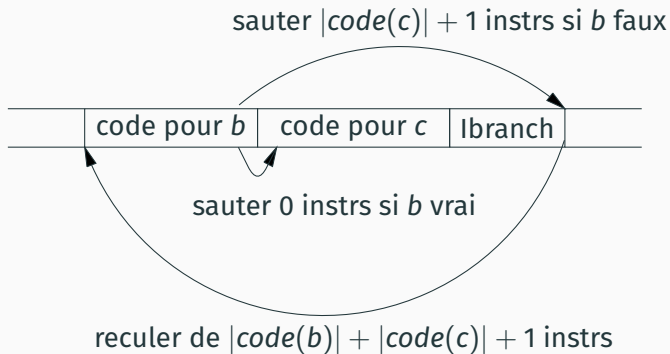 sauter |code(c)| + 1 instrs si b faux
code pour b code pour c Ibranch
sauter 0 instrs si b vrai
reculer de |code(b)| + |code(c)| + 1 instrs